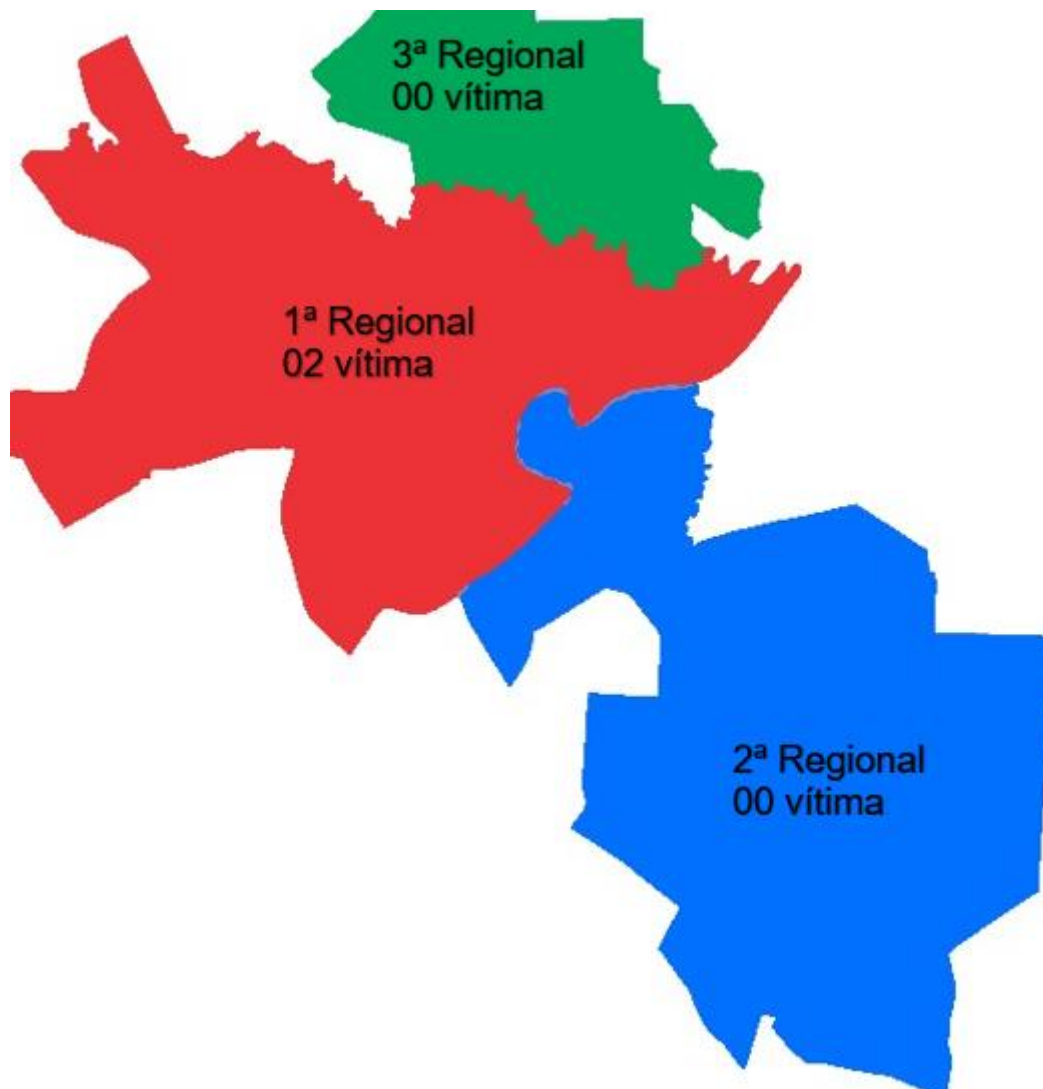 3ª Regional
00 vítima
1ª Regional
02 vítima
2ª Regional
00 vítima